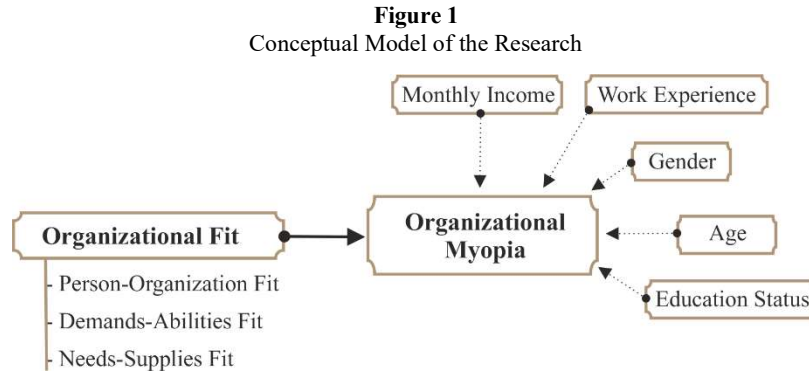 Figure 1
Conceptual Model of the Research
Monthly Income
Work Experience
Gender
Organizational Fit
Organizational
Myopia
Age
- Person-Organization Fit
- Demands-Abilities Fit
- Needs-Supplies Fit
Education Status